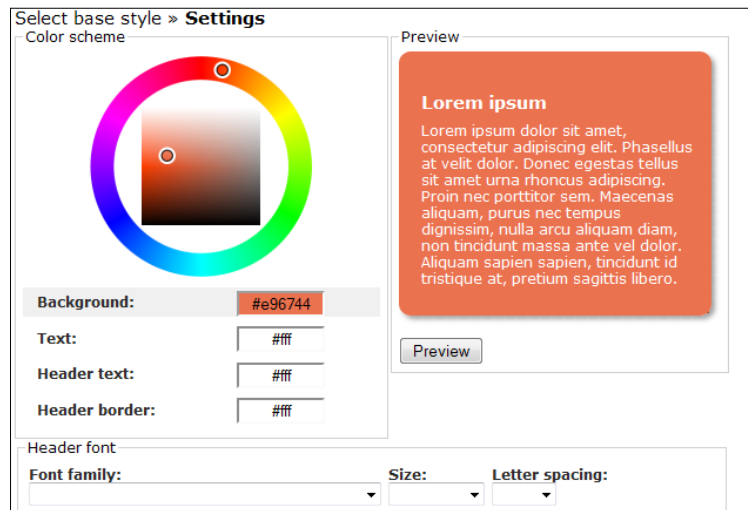 Select base style » Settings
Color scheme
Background: #e96744
Text: #fff
Header text: #fff
Header border: #fff
Preview
Lorem ipsum
Lorem ipsum dolor sit amet,
consectetur adipiscing elit. Phasellus
at velit dolor. Donec egestas tellus
sit amet urna rhoncus adipiscing.
Proin nec porttitor sem. Maecenas
aliquam, purus nec tempus
dignissim, nulla arcu aliquam diam,
non tincidunt massa ante vel dolor.
Aliquam sapien sapien, tincidunt id
tristique at, pretium sagittis libero.
Preview
Header font
Font family: Size: Letter spacing: